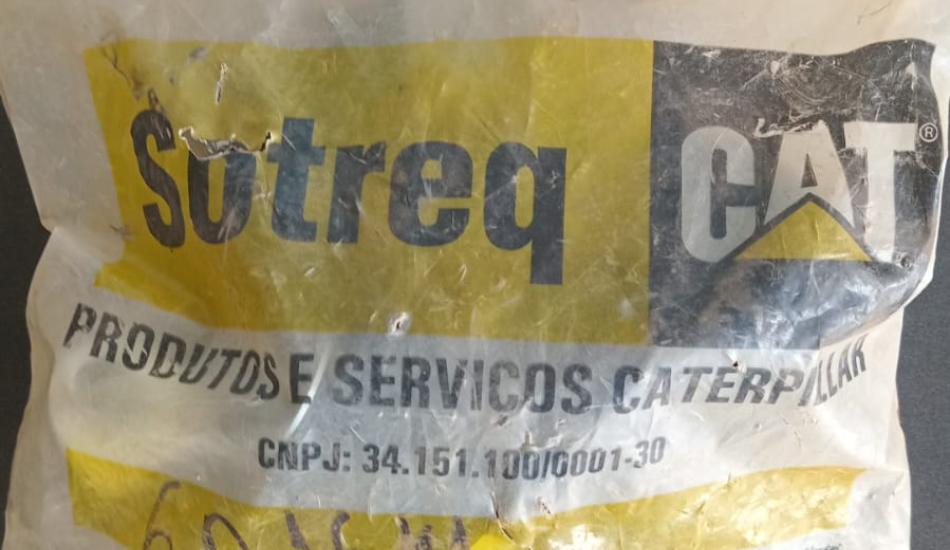 Sotreq CAT®
PRODUTOS E SERVICOS CATERPILLAR
CNPJ: 34.151.100/0001-30